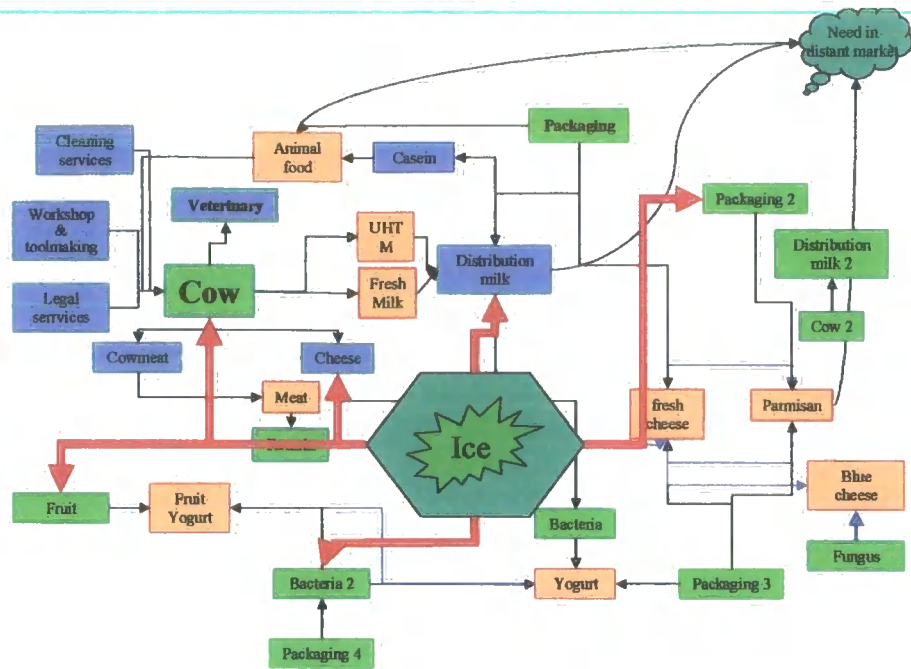 Need in
distant market
Packaging
Cleaning
services
Animal
food
Casein
Packaging 2
Veterinary
Workshop
&
toolmaking
UHT
M
Distribution
milk
Distribution
milk 2
Cow
Fresh
Milk
Legal
serrvices
Cow 2
Cowmeat
Cheese
Meat
fresh
cheese
Parmisan
Ice
Blue
cheese
Fruit
Fruit
Yogurt
Bacteria
Fungus
Bacteria 2
Yogurt
Packaging 3
Packaging 4